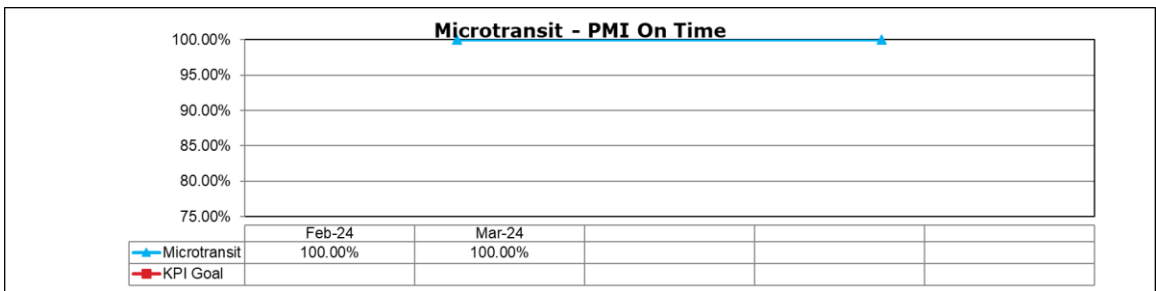 Microtransit - PMI On Time
100.00%
95.00%
90.00%
85.00%
80.00%
75.00%
Feb-24 Mar-24
Microtransit 100.00% 100.00%
KPI Goal